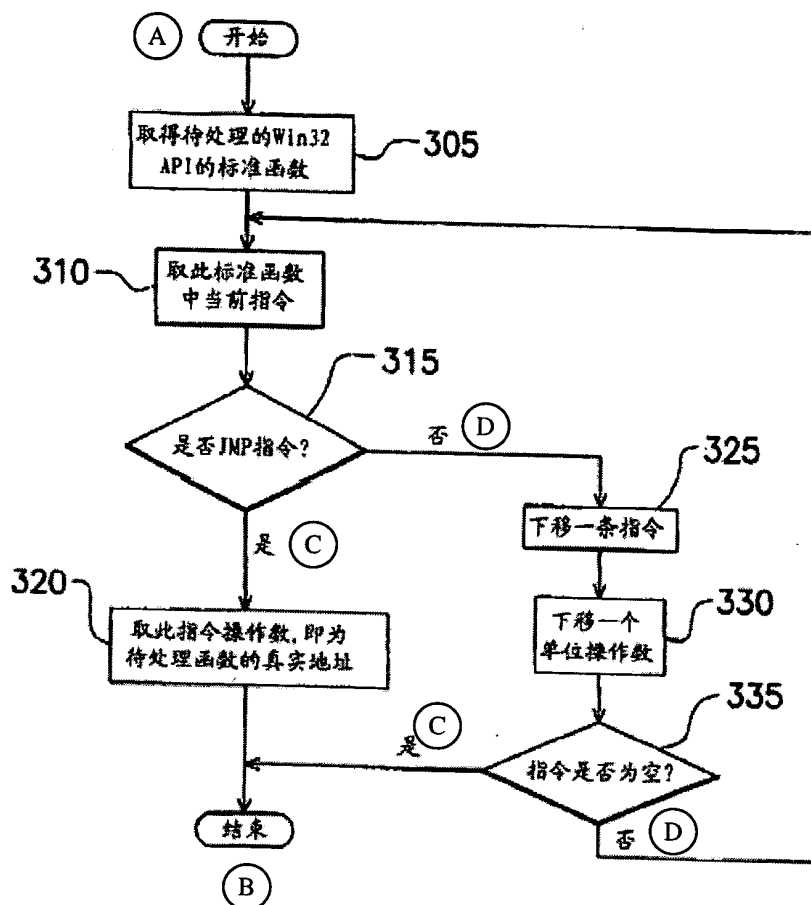 A
开始
取得待处理的Win32
API的标准函数
305
310
取此标准函数
中当前指令
315
是否JMP指令?
否
D
325
下移一条指令
是
C
320
取此指令操作数,即为
待处理函数的真实地址
330
下移一个
单位操作数
335
是
C
指令是否为空?
结束
否
D
B